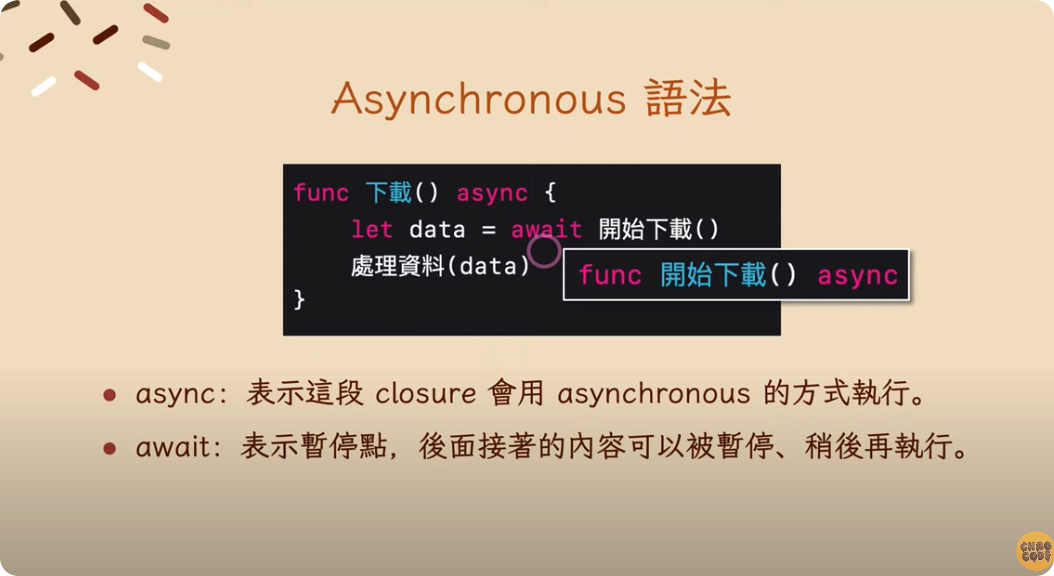 Asynchronous 語法
func 下載() async {
let data = await 開始下載()
處理資料(data)
func 開始下載() async
}
async：表示這段 closure 會用 asynchronous 的方式執行。
await：表示暫停點，後面接著的內容可以被暫停、稍後再執行。
CHAO
CODE